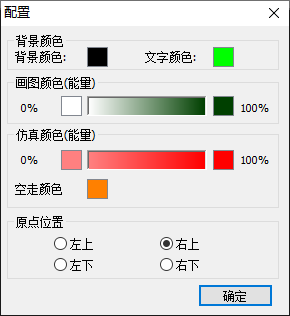 配置
背景颜色
背景颜色: 文字颜色:
画图颜色(能量)
0% 100%
仿真颜色(能量)
0% 100%
空走颜色
原点位置
左上 右上
左下 右下
确定